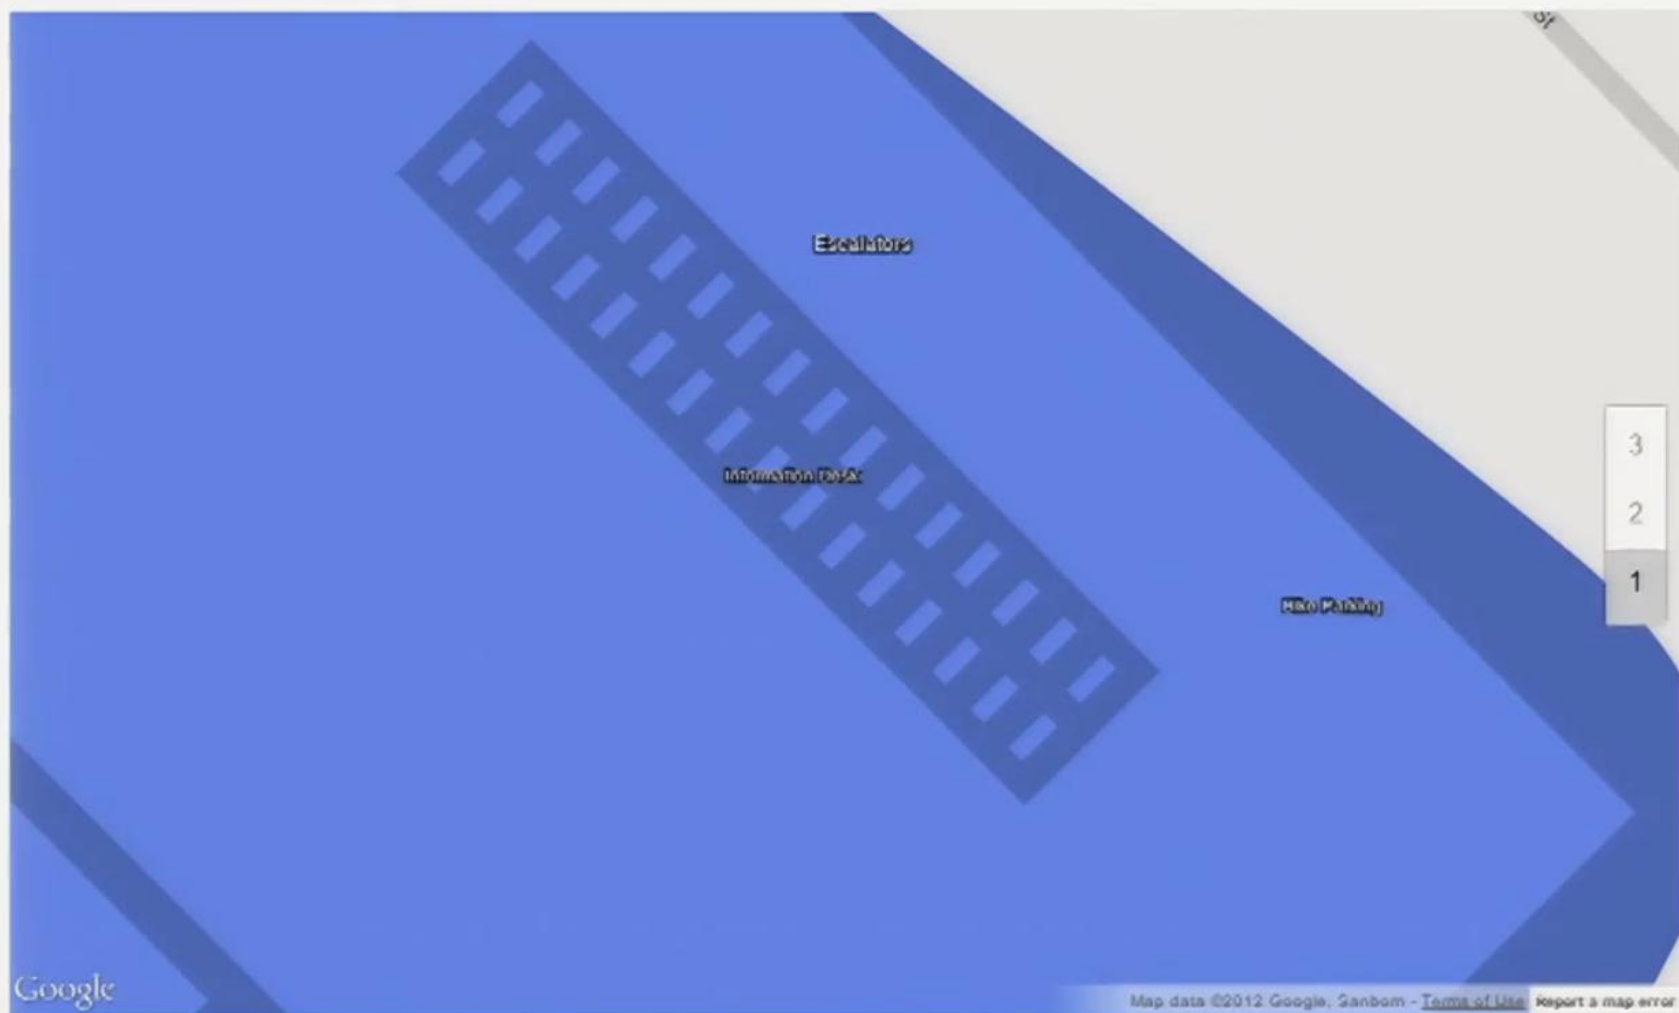 St
Escalators
Information Desk
Bike Parking
3
2
1
Google
Map data ©2012 Google, Sanborn - Terms of Use Report a map error